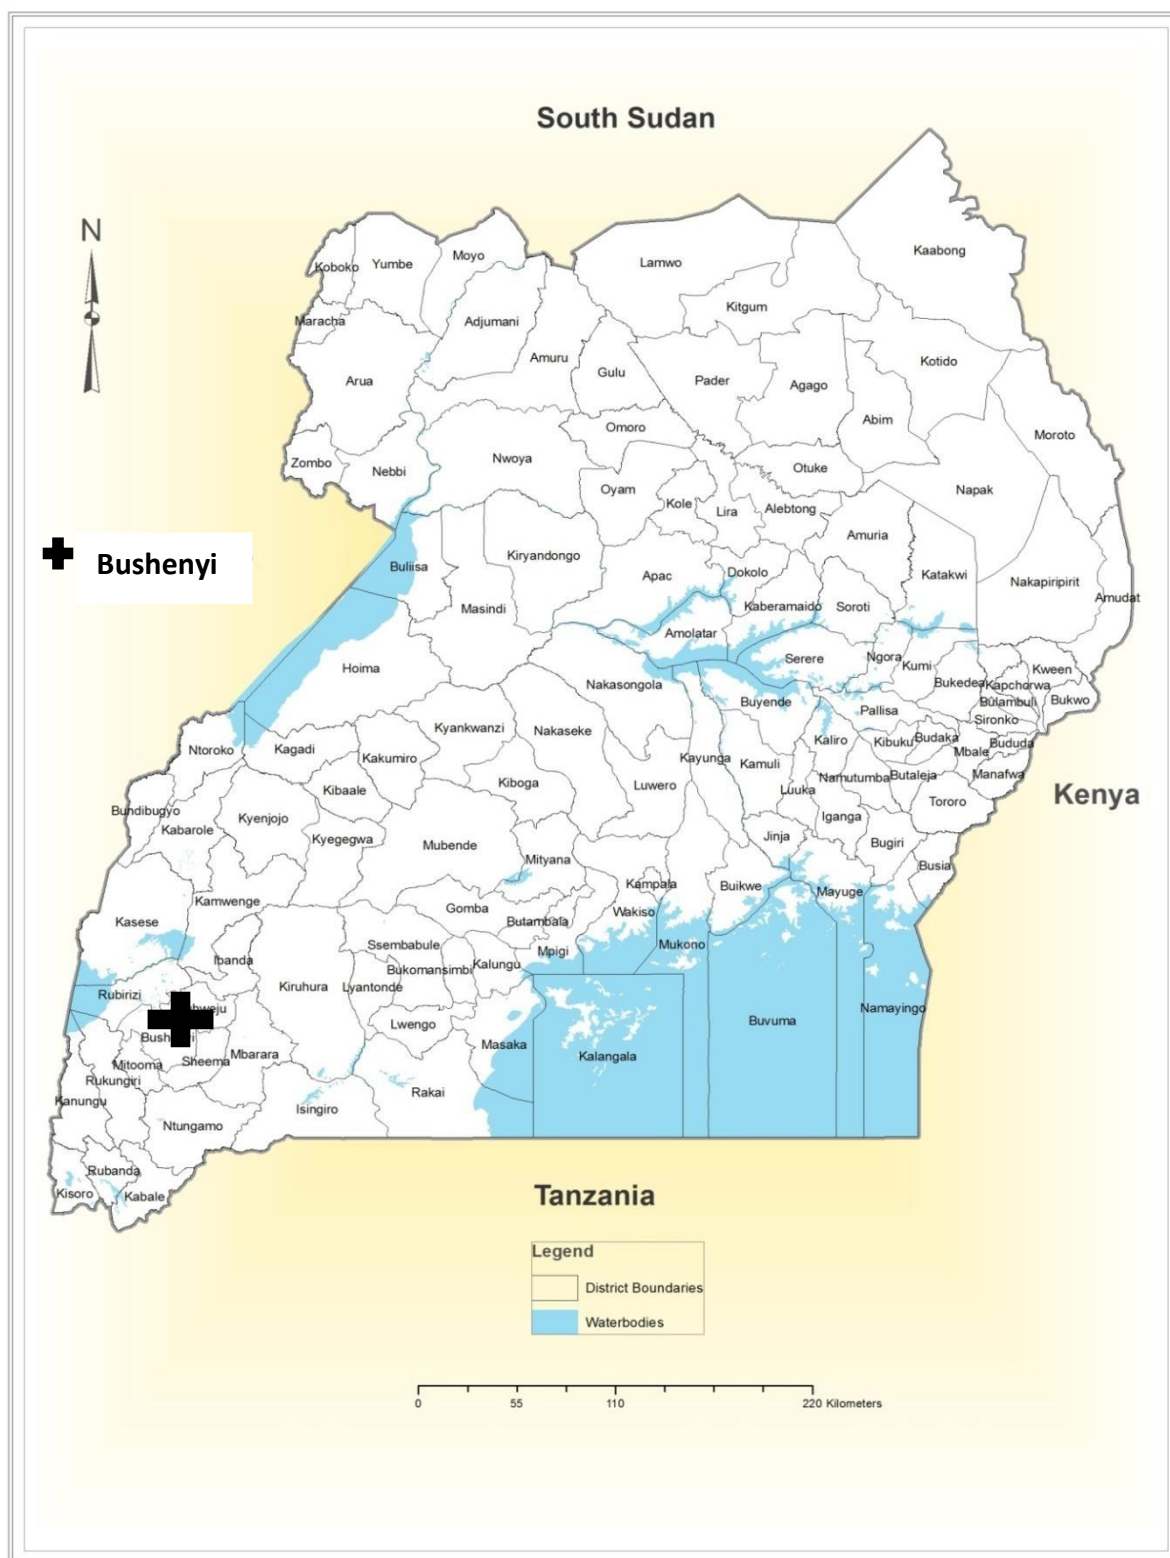 South Sudan
N
Kaabong
Moyo
Koboko
Yumbe
Lamwo
Kitgum
Maracha
Adjumani
Amuru
Gulu
Arua
Pader
Agago
Kotido
Abim
Omoro
Moroto
Zombo
Nebbi
Nwoya
Otuke
Oyam
Kole
Lira
Alebtong
Napak
Amuria
Bushenyi
Buliisa
Kiryandongo
Apac
Dokolo
Katakwi
Nakapiripirit
Amudat
Masindi
Kaberamaido
Soroti
Amolatar
Hoima
Serere
Ngora
Kumi
Kween
Nakasongola
Bukedea
Kapchorwa
Buyende
Pallisa
Bulambuli
Bukwo
Kyankwanzi
Nakaseke
Sironko
Ntoroko
Kagadi
Kakumiro
Kayunga
Kamuli
Kaliro
Kibuku
Budaka
Mbale
Bududa
Kiboga
Luwero
Luuka
Namutumba
Butaleja
Manafwa
Kibaale
Tororo
Kenya
Bundibugyo
Kabarole
Kyenjojo
Kyegegwa
Mubende
Iganga
Jinja
Bugiri
Mityana
Busia
Kampala
Buikwe
Mayuge
Kasese
Kamwenge
Gomba
Butambala
Wakiso
Ssembabule
Mpigi
Mukono
Ibanda
Bukomansimbi
Kalungu
Rubirizi
Kiruhura
Lyantonde
Namayingo
Lwengo
Buvuma
Masaka
Kalangala
Mitooma
Sheema
Mbarara
Rukungiri
Kanungu
Isingiro
Rakai
Ntungamo
Rubanda
Kisoro
Kabale
Tanzania
Legend
District Boundaries
Waterbodies
0 55 110 220 Kilometers